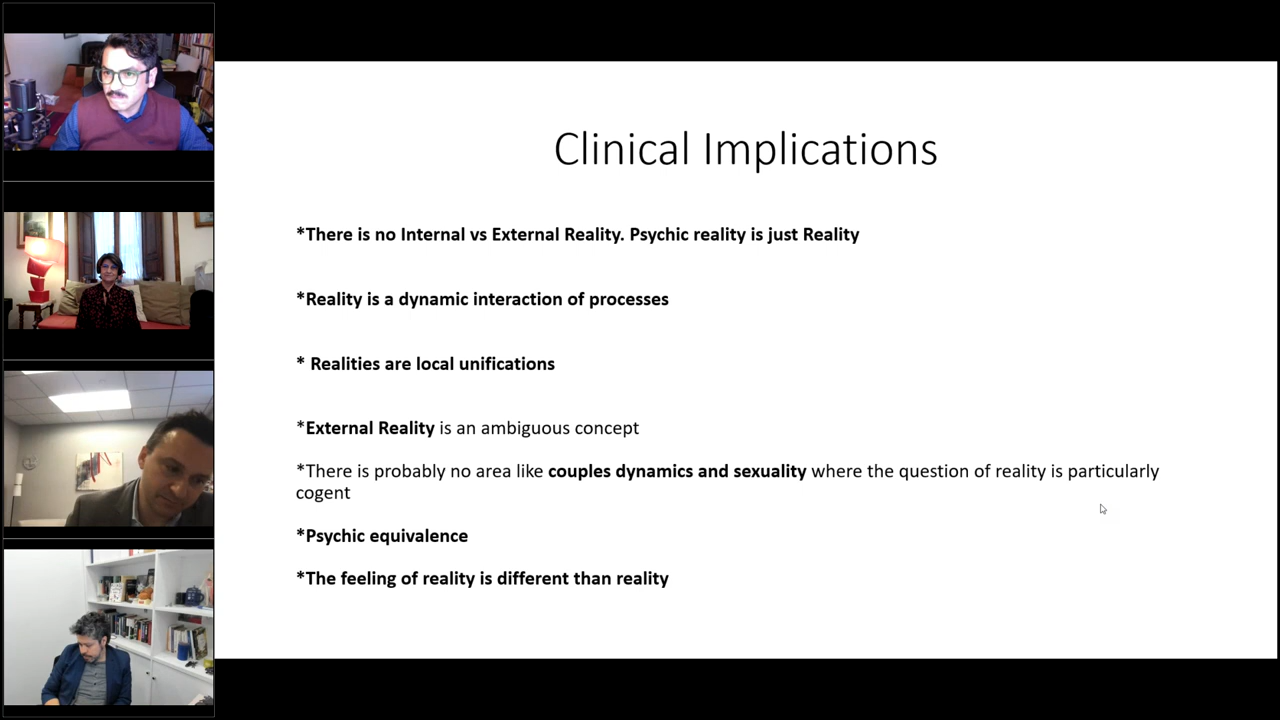 Clinical Implications
*There is no Internal vs External Reality. Psychic reality is just Reality
*Reality is a dynamic interaction of processes
* Realities are local unifications
*External Reality is an ambiguous concept
*There is probably no area like couples dynamics and sexuality where the question of reality is particularly
cogent
*Psychic equivalence
*The feeling of reality is different than reality